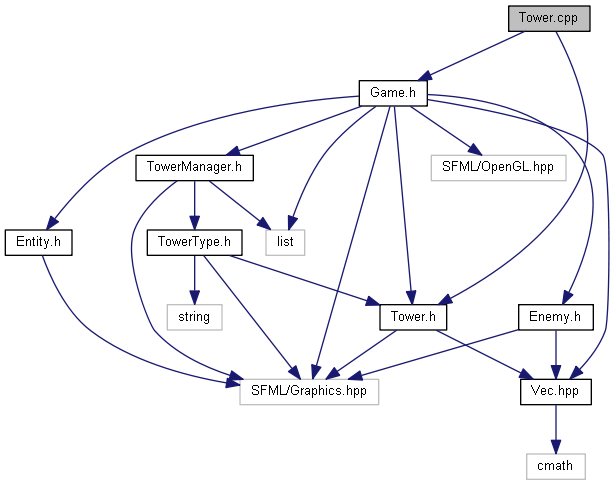 Tower.cpp
Game.h
TowerManager.h
SFML/OpenGL.hpp
Entity.h
TowerType.h
list
string
Tower.h
Enemy.h
SFML/Graphics.hpp
Vec.hpp
cmath